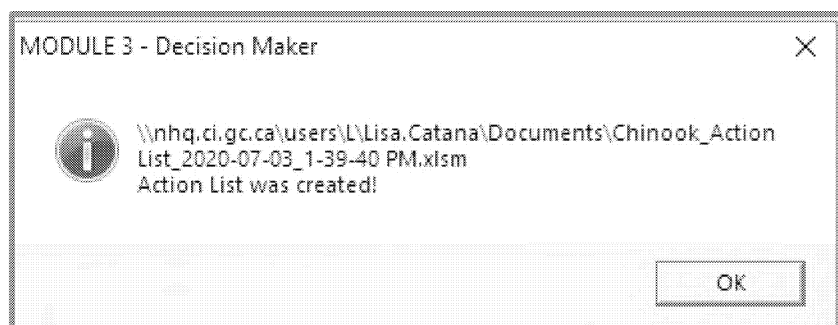 MODULE 3 - Decision Maker
\\nhq.ci.gc.ca\users\L\Lisa.Catana\Documents\Chinook_Action
List_2020-07-03_1-39-40 PM.xlsm
Action List was created!
OK